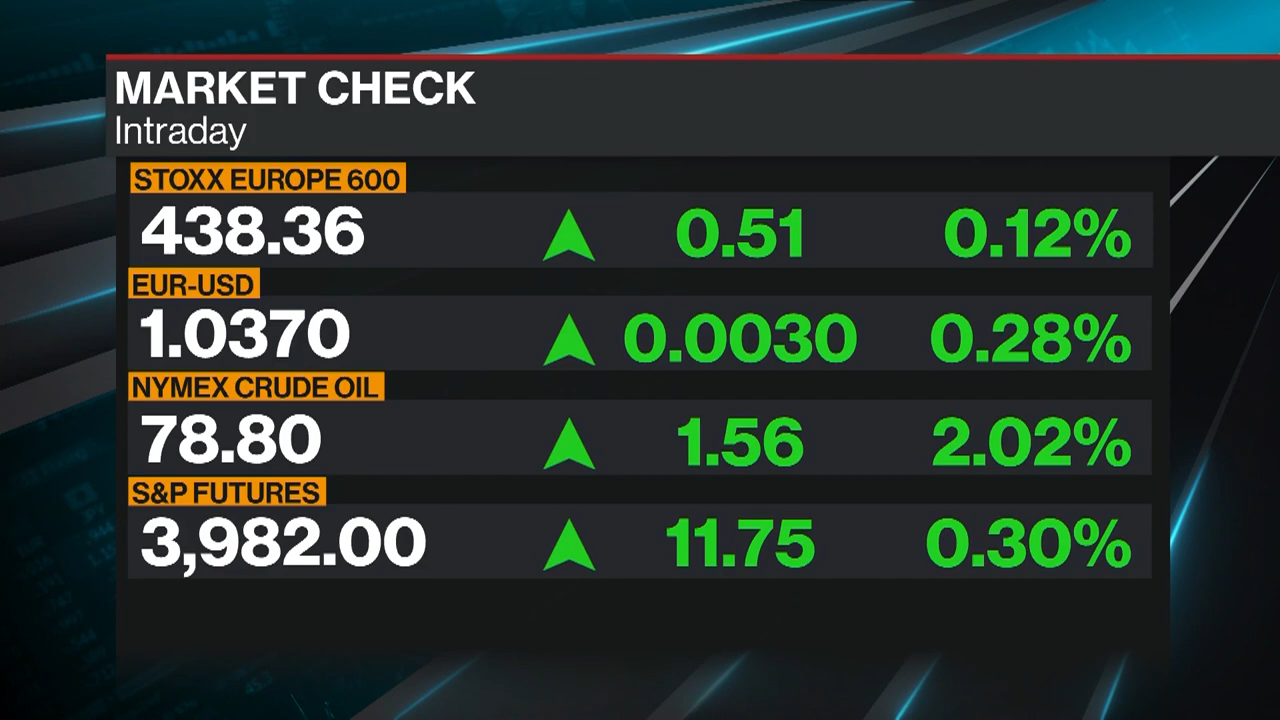 MARKET CHECK
Intraday
STOXX EUROPE 600
438.36 ▲ 0.51 0.12%
EUR-USD
1.0370 ▲ 0.0030 0.28%
NYMEX CRUDE OIL
78.80 ▲ 1.56 2.02%
S&P FUTURES
3,982.00 ▲ 11.75 0.30%